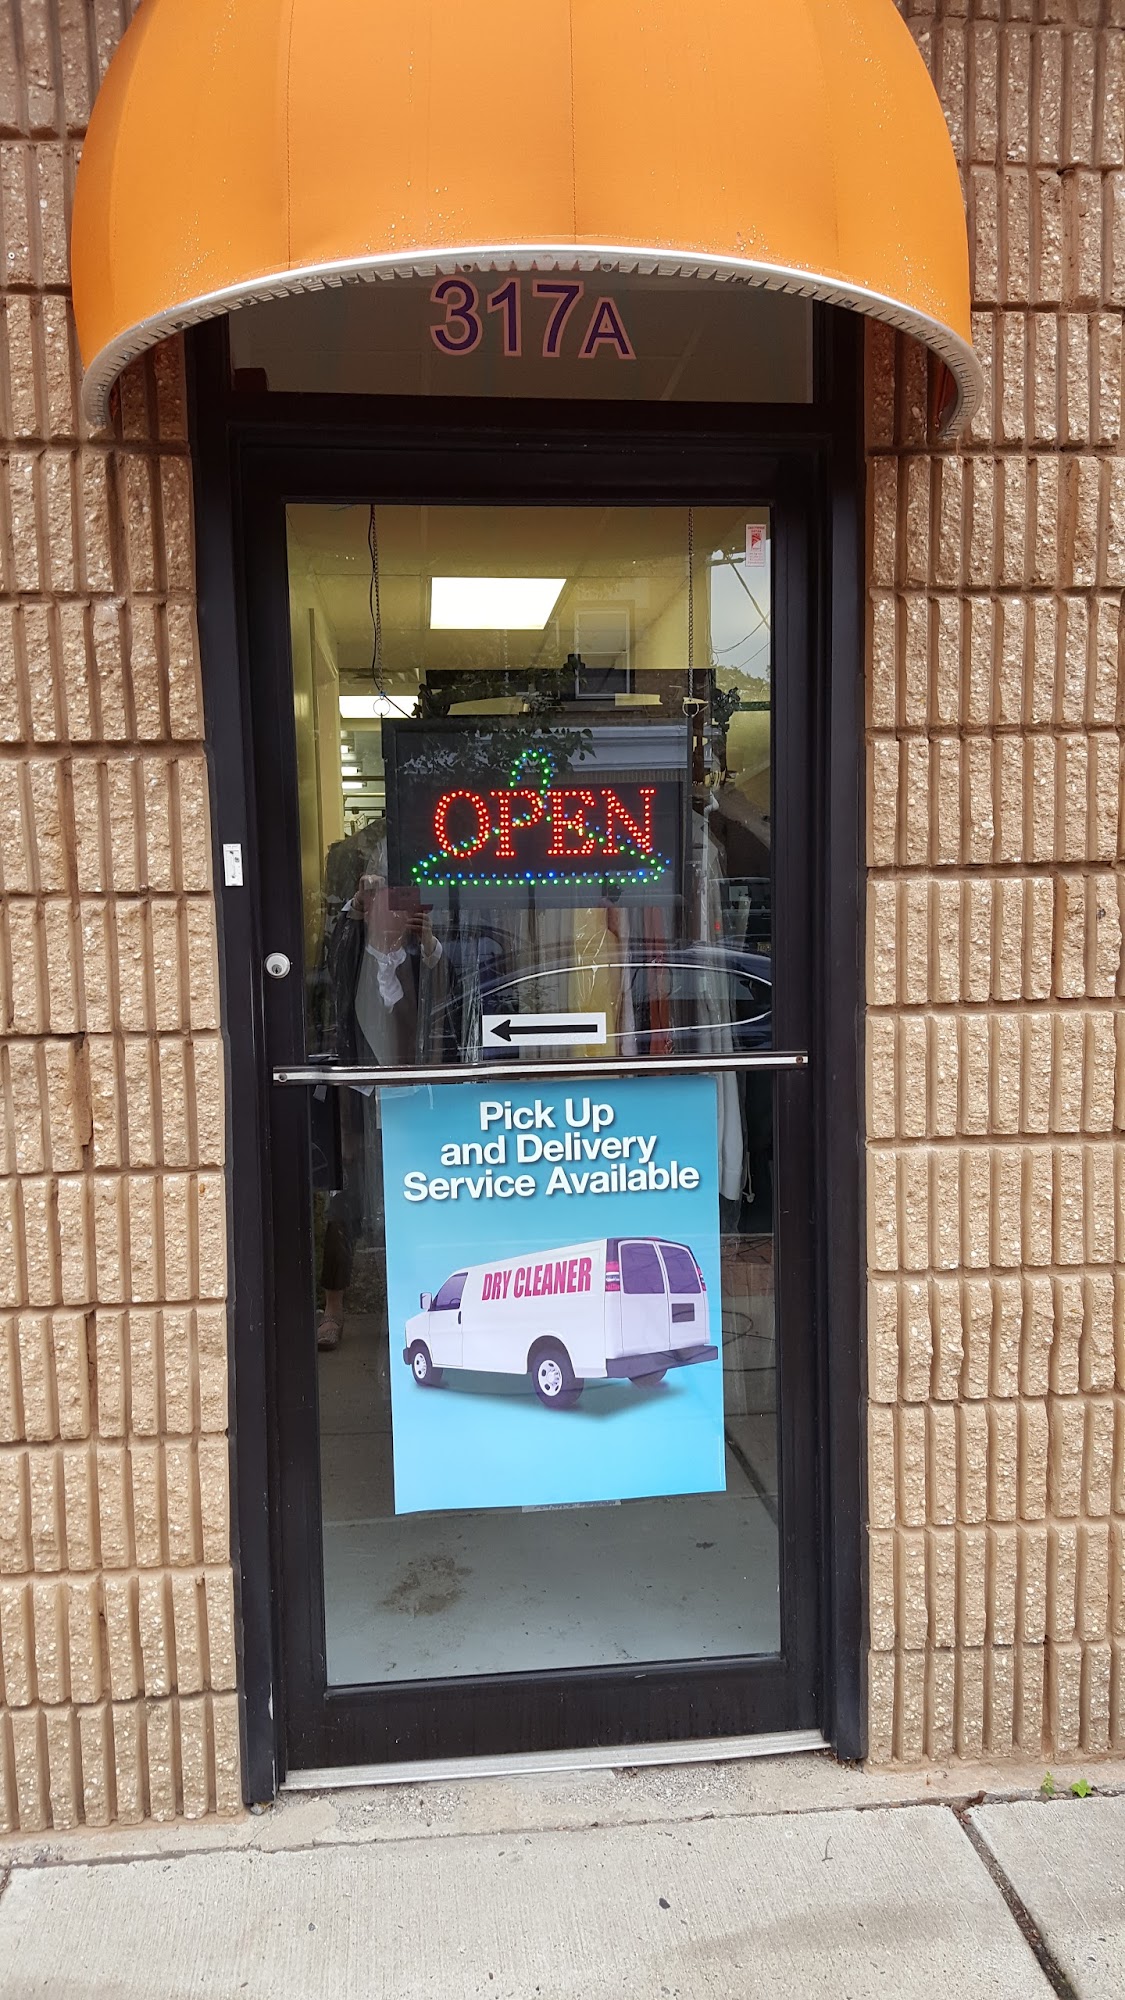 317A
OPEN
Pick Up
and Delivery
Service Available
DRY CLEANER